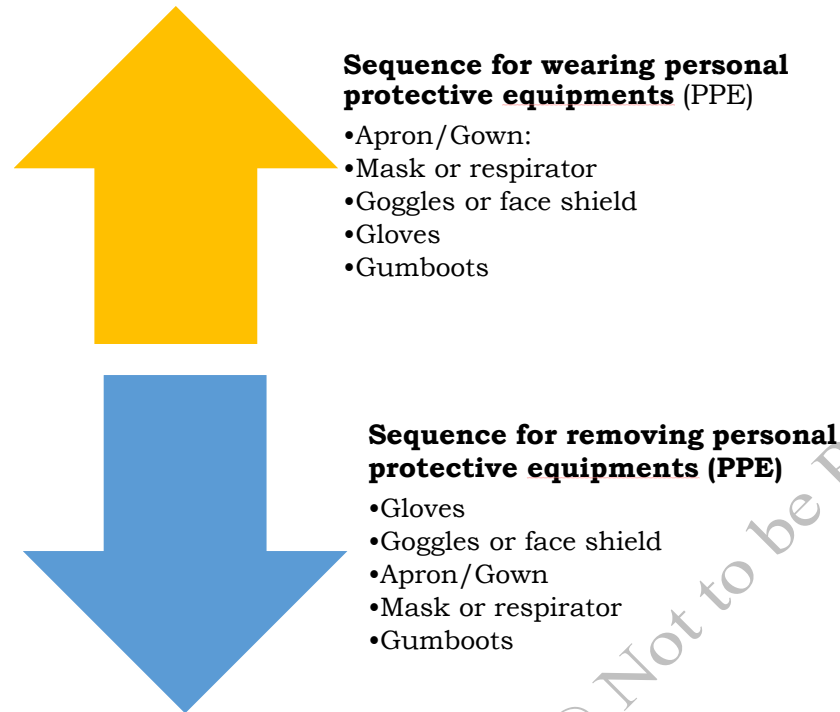 Sequence for wearing personal
protective equipments (PPE)
•Apron/Gown:
•Mask or respirator
•Goggles or face shield
•Gloves
•Gumboots
Sequence for removing personal
protective equipments (PPE)
•Gloves
•Goggles or face shield
•Apron/Gown
•Mask or respirator
•Gumboots
Not to be